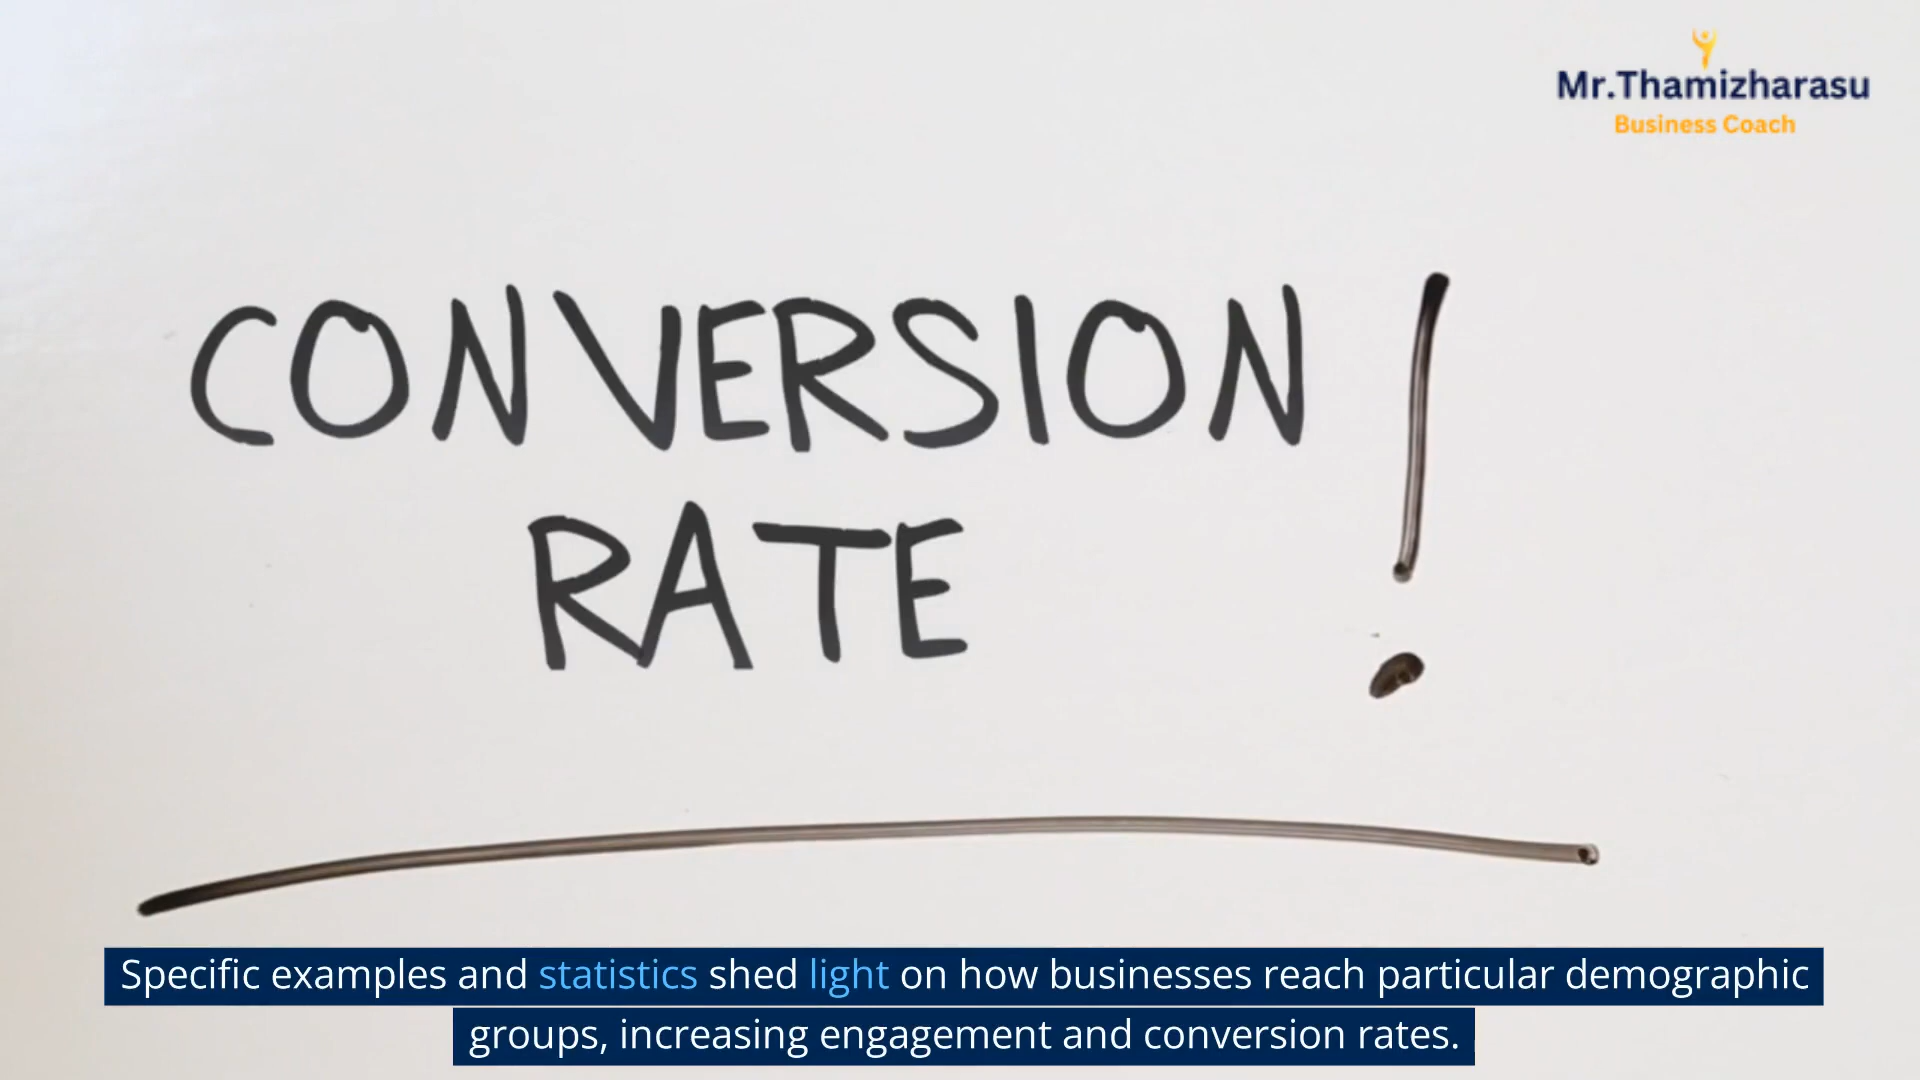 Mr.Thamizharasu
Business Coach
CONVERSION !
RATE
Specific examples and statistics shed light on how businesses reach particular demographic
groups, increasing engagement and conversion rates.